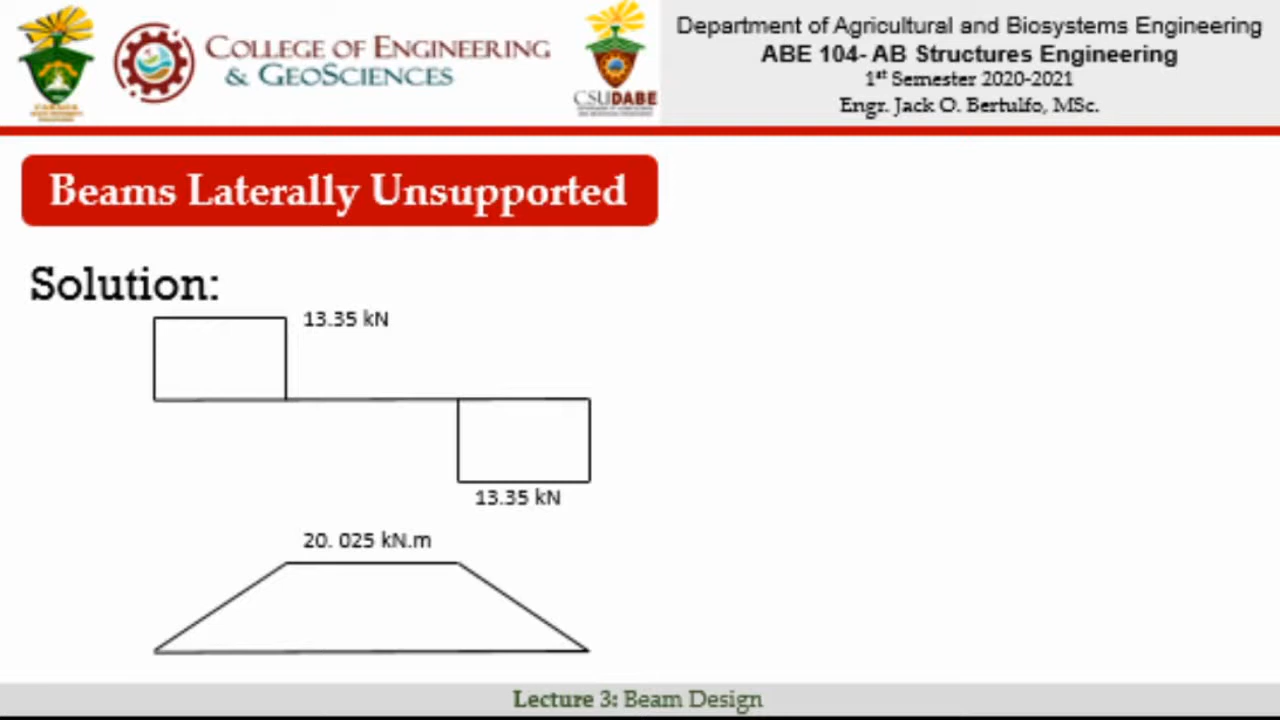 COLLEGE OF ENGINEERING
& GEOSCIENCES
CSUDABE
Department of Agricultural and Biosystems Engineering
ABE 104- AB Structures Engineering
1st Semester 2020-2021
Engr. Jack O. Bertulfo, MSc.
Beams Laterally Unsupported
Solution:
13.35 kN
13.35 kN
20. 025 kN.m
Lecture 3: Beam Design